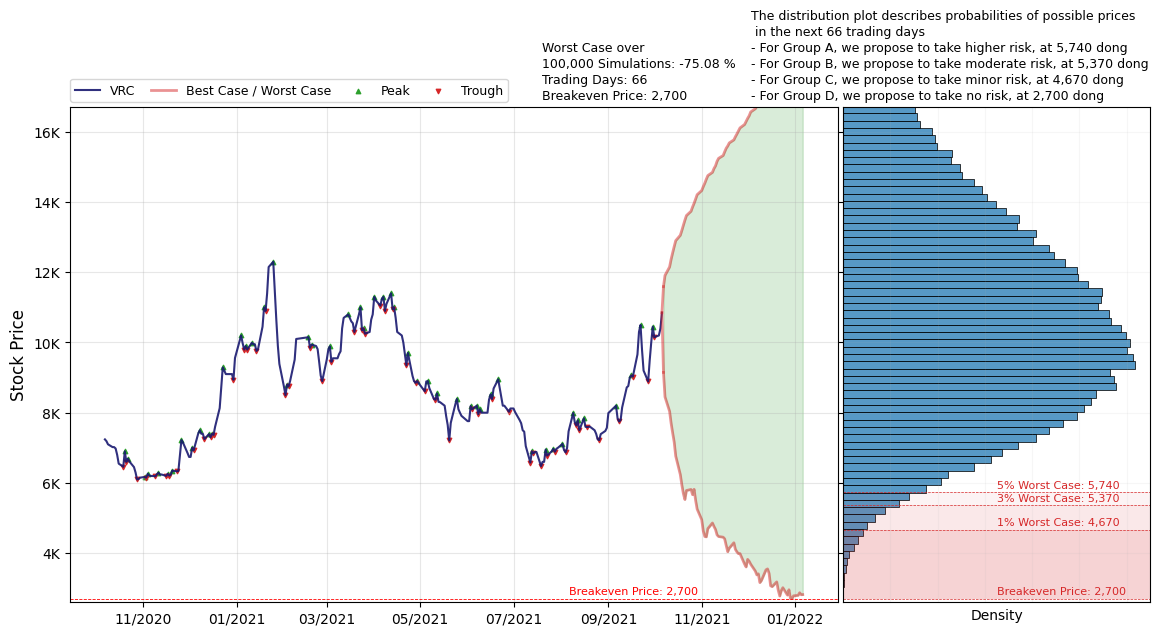 The distribution plot describes probabilities of possible prices
in the next 66 trading days
- For Group A, we propose to take higher risk, at 5,740 dong
- For Group B, we propose to take moderate risk, at 5,370 dong
- For Group C, we propose to take minor risk, at 4,670 dong
- For Group D, we propose to take no risk, at 2,700 dong
Worst Case over
100,000 Simulations: -75.08 %
Trading Days: 66
Breakeven Price: 2,700
VRC
Best Case / Worst Case
Peak
Trough
Stock Price
16K
14K
12K
10K
8K
6K
4K
Breakeven Price: 2,700
11/2020
01/2021
03/2021
05/2021
07/2021
09/2021
11/2021
01/2022
5% Worst Case: 5,740
3% Worst Case: 5,370
1% Worst Case: 4,670
Breakeven Price: 2,700
Density